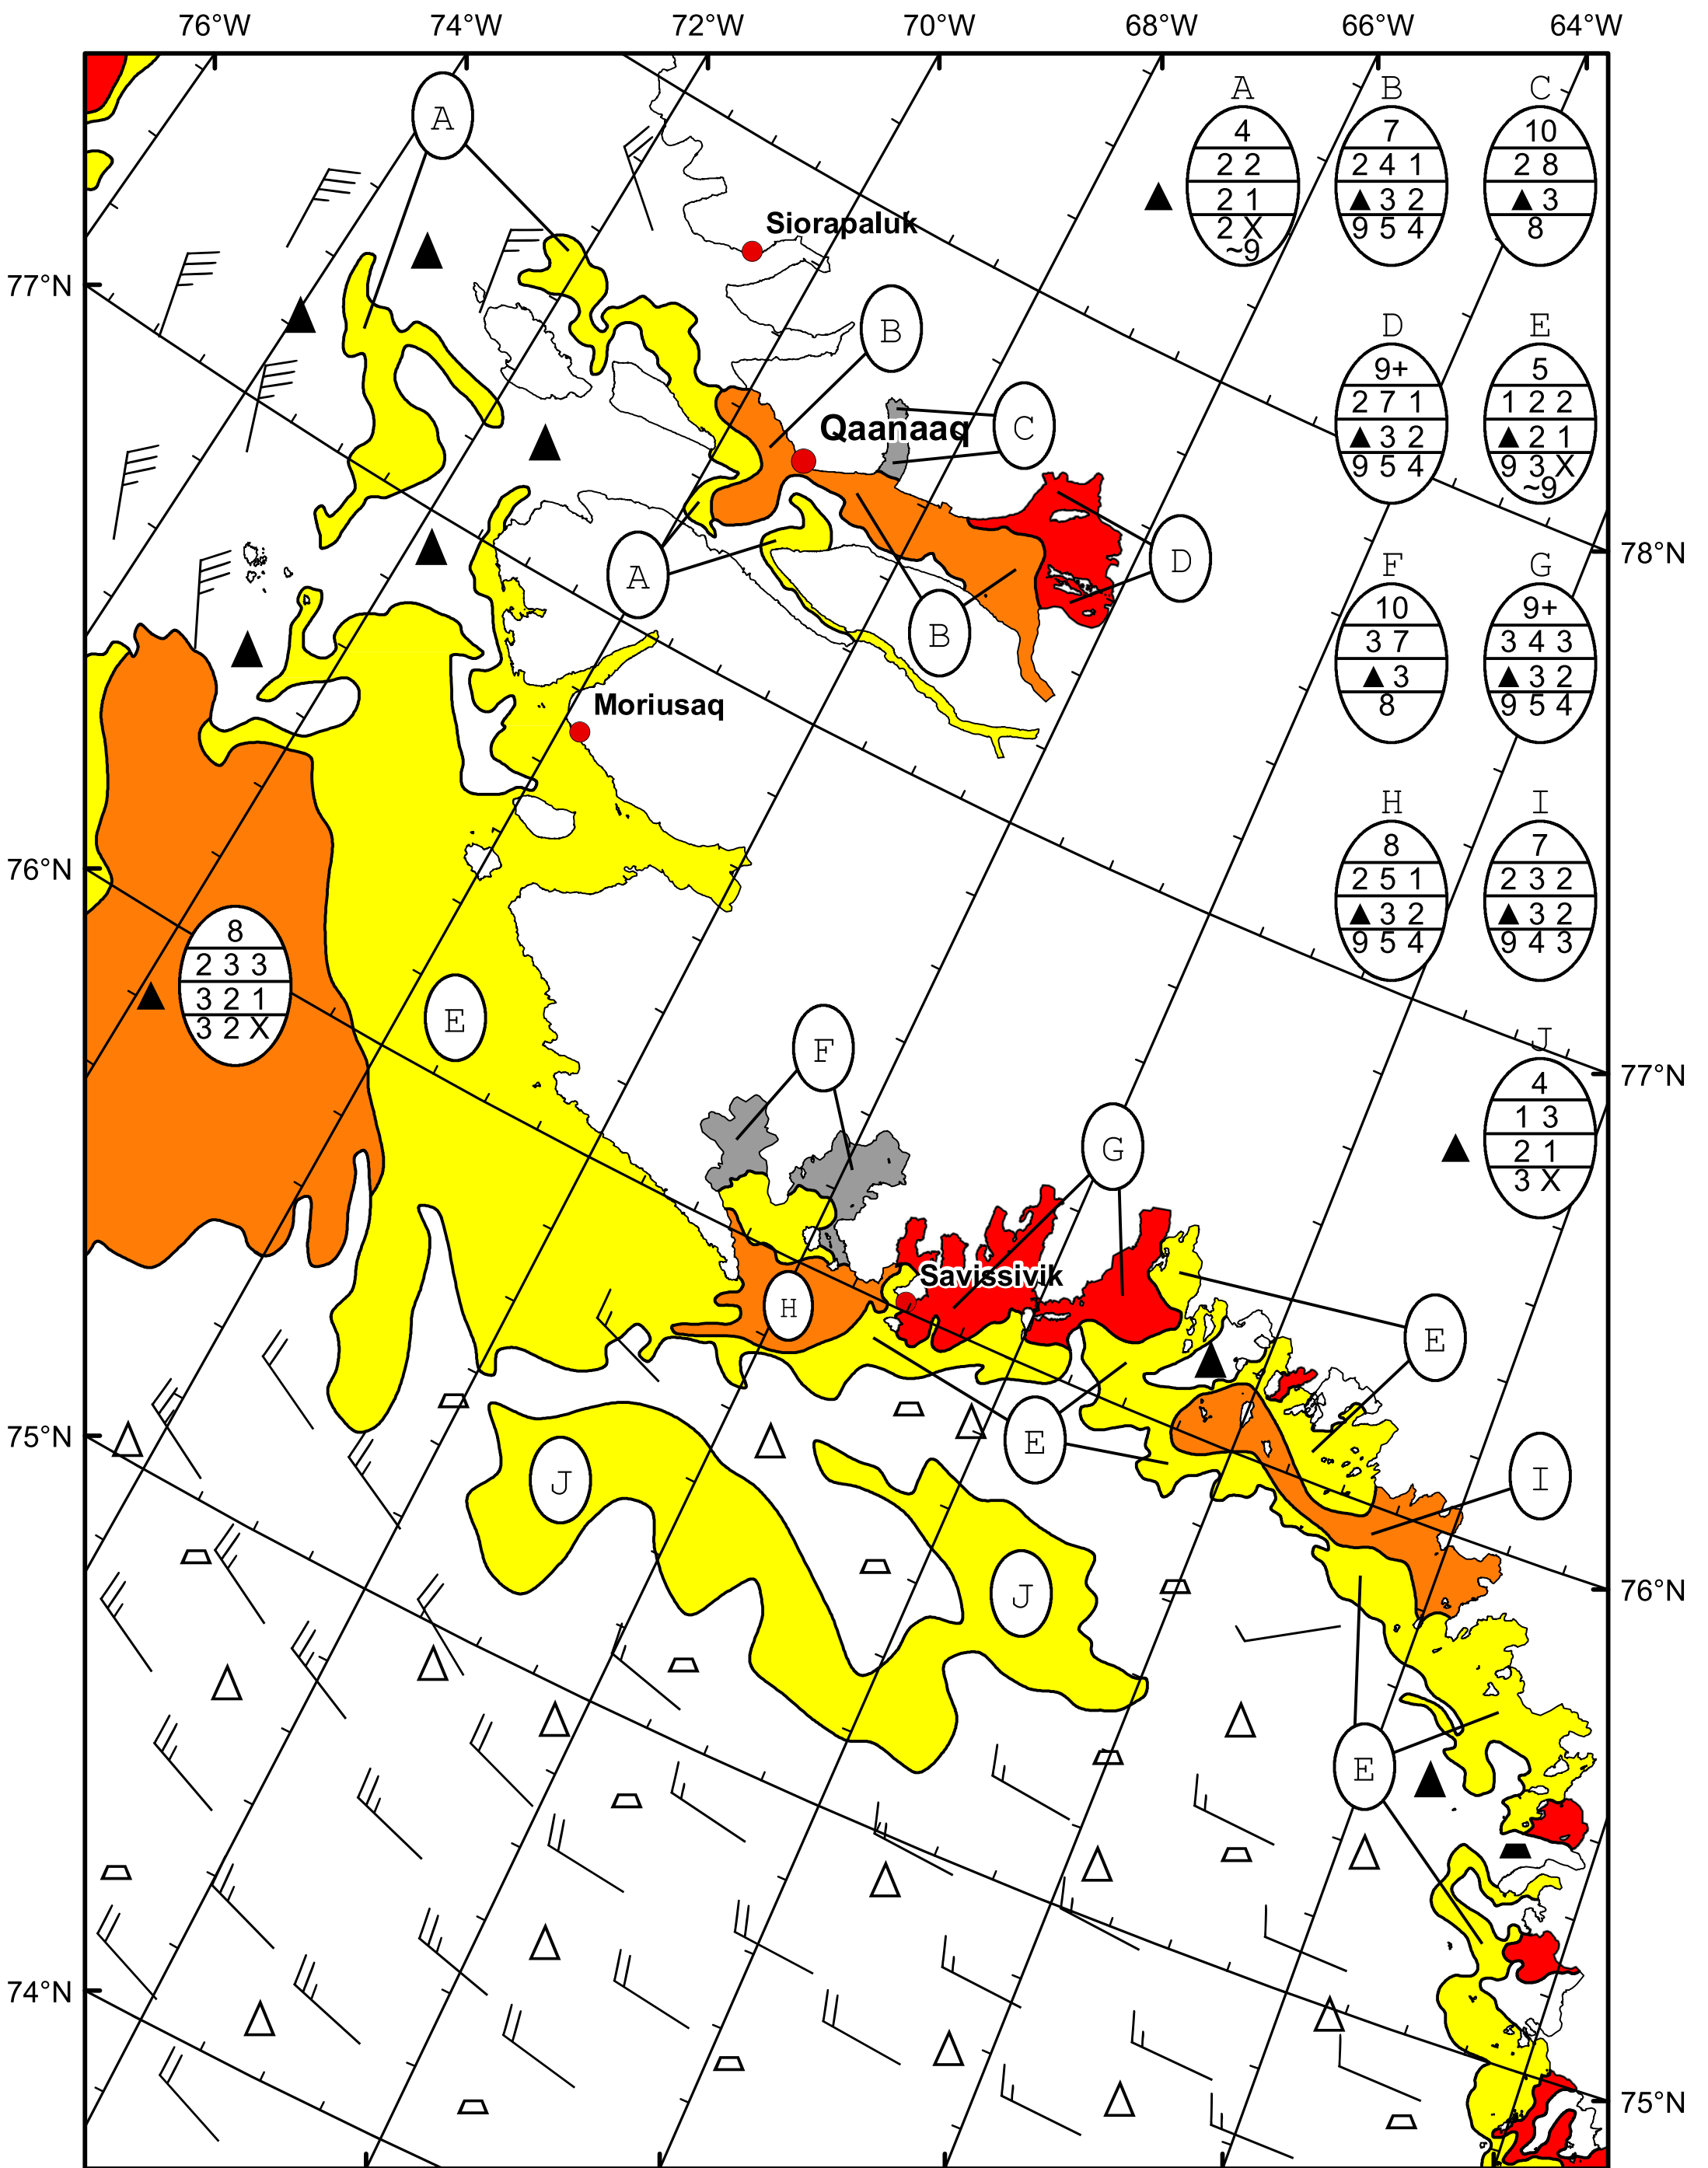 76°W 74°W 72°W 70°W 68°W 66°W 64°W
A B C
A
4 7 10
2 2 2 4 1 2 8
2 1 ▲ 3 2 ▲ 3
2 X 9 5 4 8
~9
Siorapaluk
77°N
B
D E
9+ 5
2 7 1 1 2 2
▲ 3 2 ▲ 2 1
9 5 4 9 3 X
~9
Qaanaaq
C
78°N
D
A
B
F G
10 9+
3 7 3 4 3
▲ 3 ▲ 3 2
8 9 5 4
Moriusaq
H I
8 7
2 5 1 2 3 2
▲ 3 2 ▲ 3 2
9 5 4 9 4 3
76°N
8
2 3 3
3 2 1
3 2 X
E
F
J
77°N
4
1 3
2 1
3 X
G
Savissivik
H
E
75°N
E
J
I
J
76°N
E
74°N
75°N